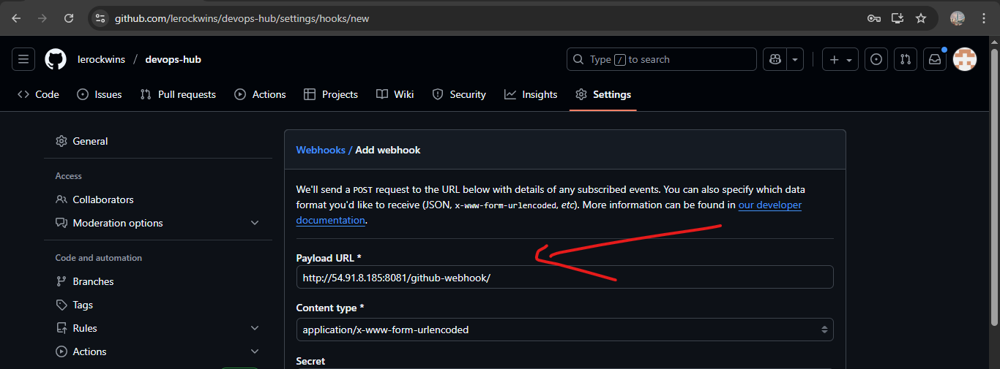 github.com/lerockwins/devops-hub/settings/hooks/new
lerockwins / devops-hub
Type / to search
Code Issues Pull requests Actions Projects Wiki Security Insights Settings
General
Access
Collaborators
Moderation options
Code and automation
Branches
Tags
Rules
Actions
Webhooks / Add webhook
We'll send a POST request to the URL below with details of any subscribed events. You can also specify which data
format you'd like to receive (JSON, x-www-form-urlencoded, etc). More information can be found in our developer
documentation.
Payload URL *
http://54.91.8.185:8081/github-webhook/
Content type *
application/x-www-form-urlencoded
Secret